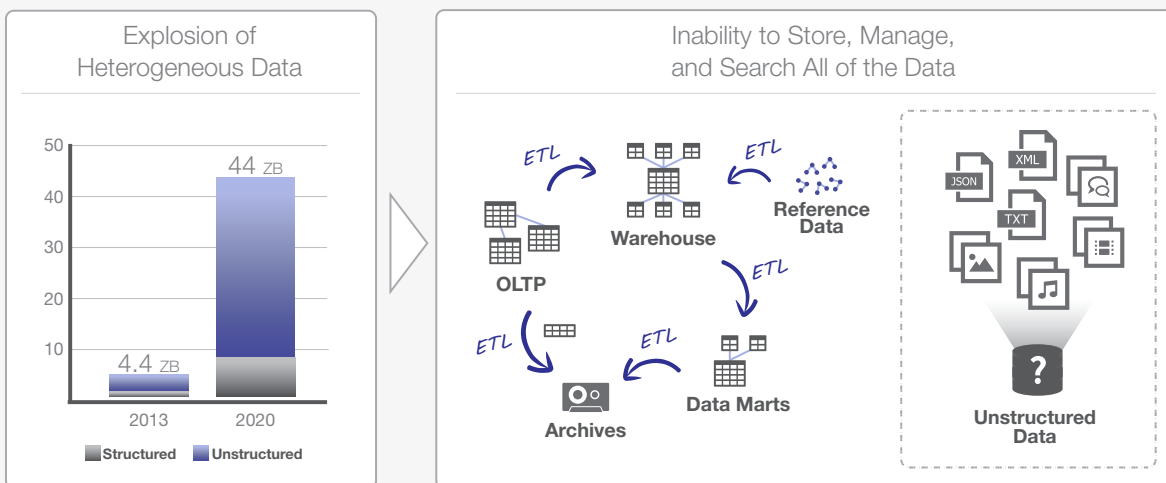 Explosion of
Heterogeneous Data
50
40
30
20
10
44 ZB
4.4 ZB
2013
2020
Structured
Unstructured
Inability to Store, Manage,
and Search All of the Data
ETL
ETL
OLTP
Warehouse
Reference
Data
ETL
ETL
ETL
Archives
Data Marts
JSON
XML
TXT
?
Unstructured
Data